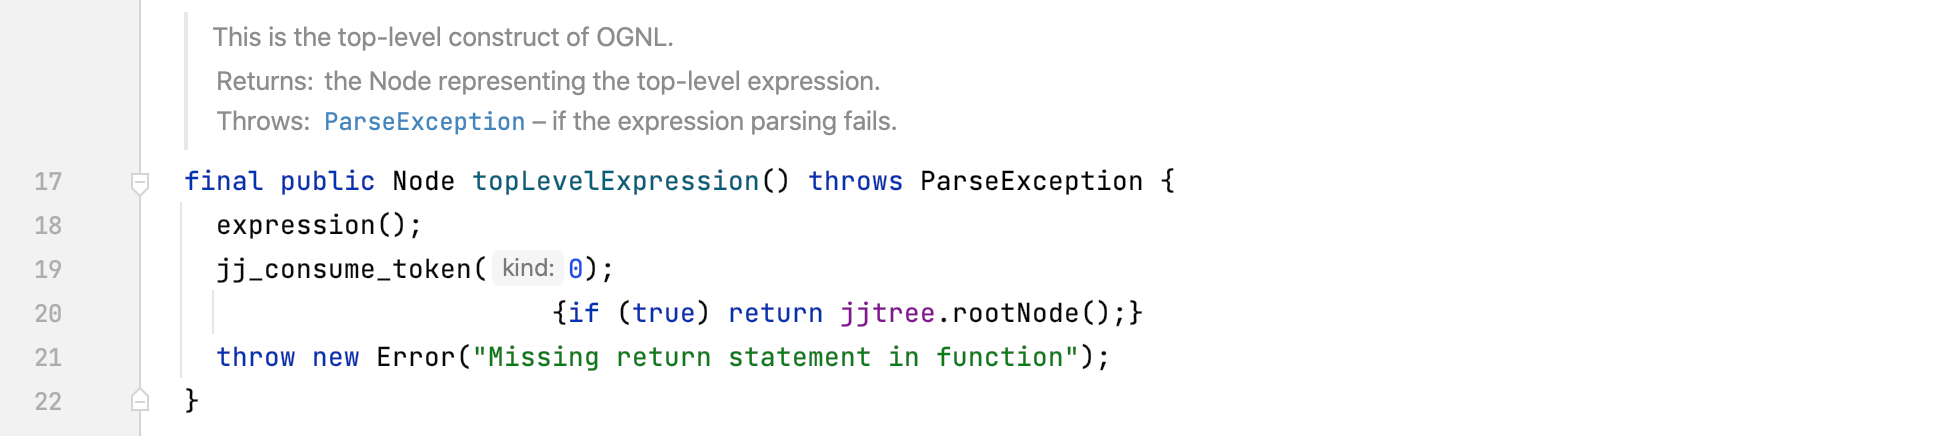 This is the top-level construct of OGNL.
Returns: the Node representing the top-level expression.
Throws: ParseException – if the expression parsing fails.
17 final public Node topLevelExpression() throws ParseException {
18 expression();
19 jj_consume_token( kind: 0);
20 {if (true) return jjtree.rootNode();}
21 throw new Error("Missing return statement in function");
22 }